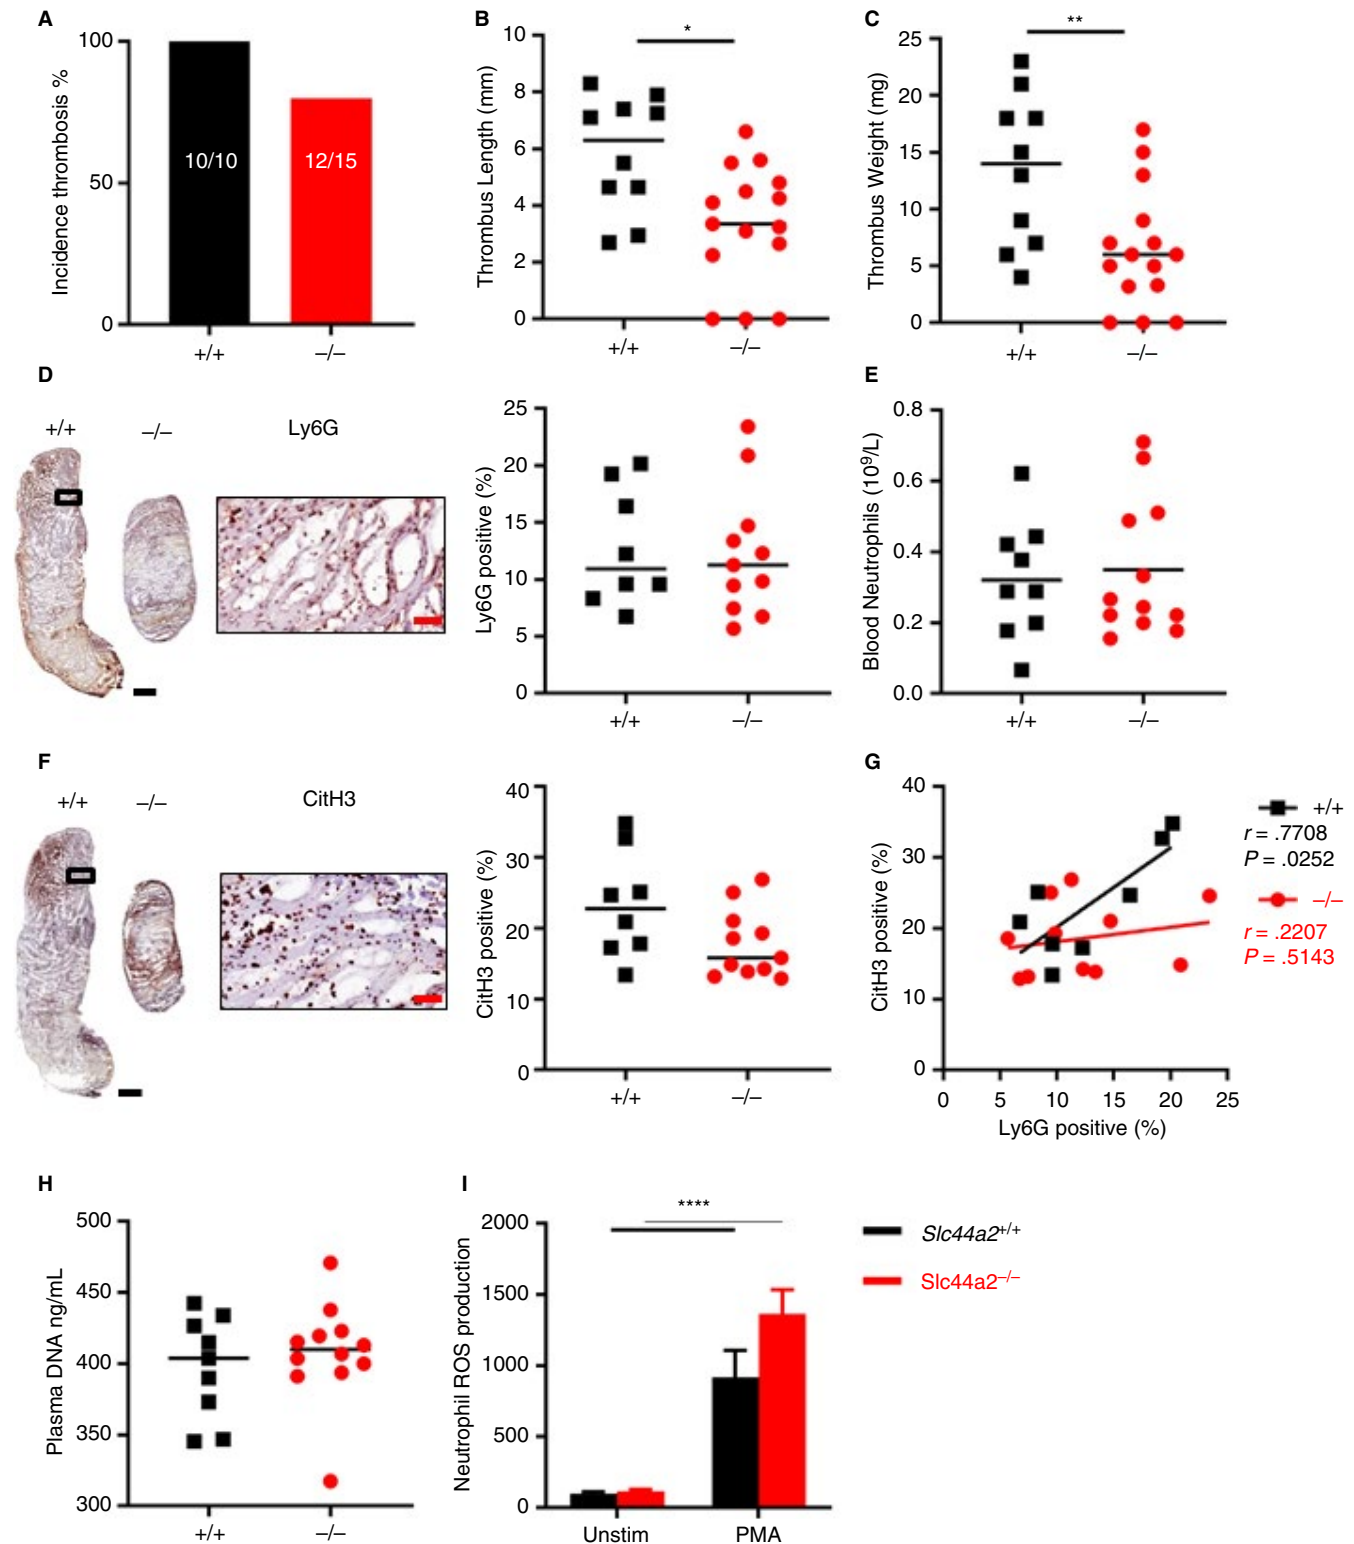 A
Incidence thrombosis %
100
50
0
10/10
12/15
+/+
–/–
B
Thrombus Length (mm)
10
8
6
4
2
0
*
+/+
–/–
C
Thrombus Weight (mg)
25
20
15
10
5
0
**
+/+
–/–
D
+/+
–/–
Ly6G
Ly6G positive (%)
25
20
15
10
5
0
+/+
–/–
E
Blood Neutrophils (10⁹/L)
0.8
0.6
0.4
0.2
0.0
+/+
–/–
F
+/+
–/–
CitH3
CitH3 positive (%)
40
30
20
10
0
+/+
–/–
G
CitH3 positive (%)
40
30
20
10
0
0 5 10 15 20 25
Ly6G positive (%)
+/+
r = .7708
P = .0252
–/–
r = .2207
P = .5143
H
Plasma DNA ng/mL
500
450
400
350
300
+/+
–/–
I
Neutrophil ROS production
2000
1500
1000
500
0
****
Unstim PMA
Slc44a2⁺/⁺
Slc44a2⁻/⁻